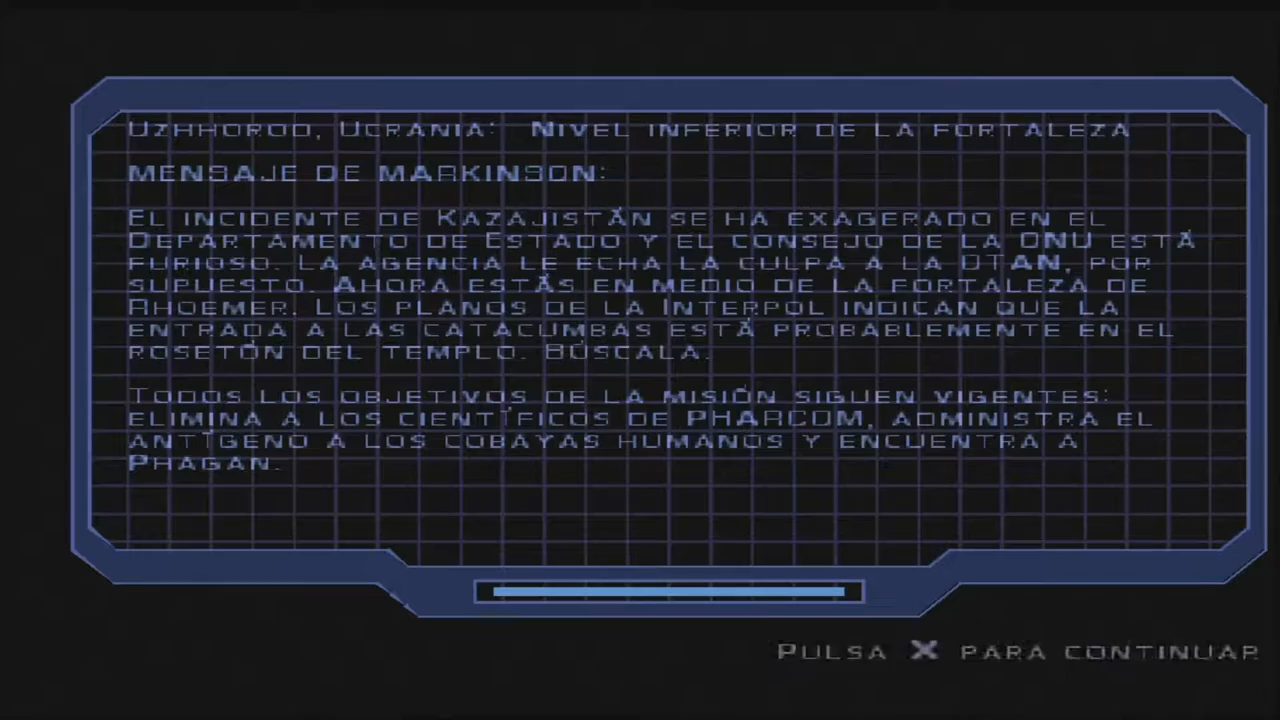 Uzhhorod, Ucrania: Nivel inferior de la fortaleza
MENSAJE DE MARKINSON:
El incidente de Kazajistán se ha exagerado en el
Departamento de Estado y el consejo de la ONU está
furioso. La agencia le echa la culpa a la OTAN, por
supuesto. Ahora estás en medio de la fortaleza de
Rhoemer. Los planos de la Interpol indican que la
entrada a las catacumbas está probablemente en el
rosetón del templo. Búscala.
Todos los objetivos de la misión siguen vigentes:
elimina a los científicos de PHARCOM, administra el
antígeno a los cobayas humanos y encuentra a
Phagan.
Pulsa X para continuar